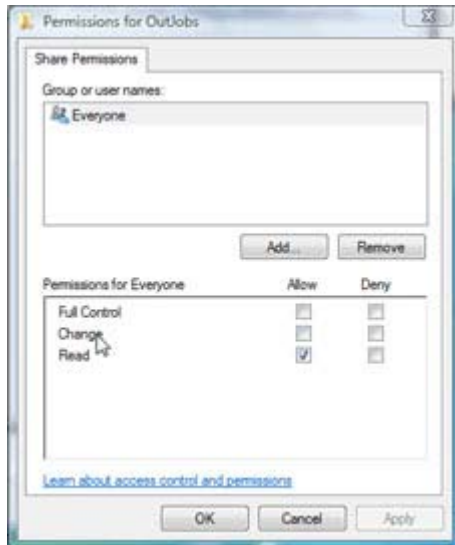 Permissions for OutJobs
Share Permissions
Group or user names:
Everyone
Add... Remove
Permissions for Everyone Allow Deny
Full Control
Change
Read
Learn about access control and permissions
OK Cancel Apply